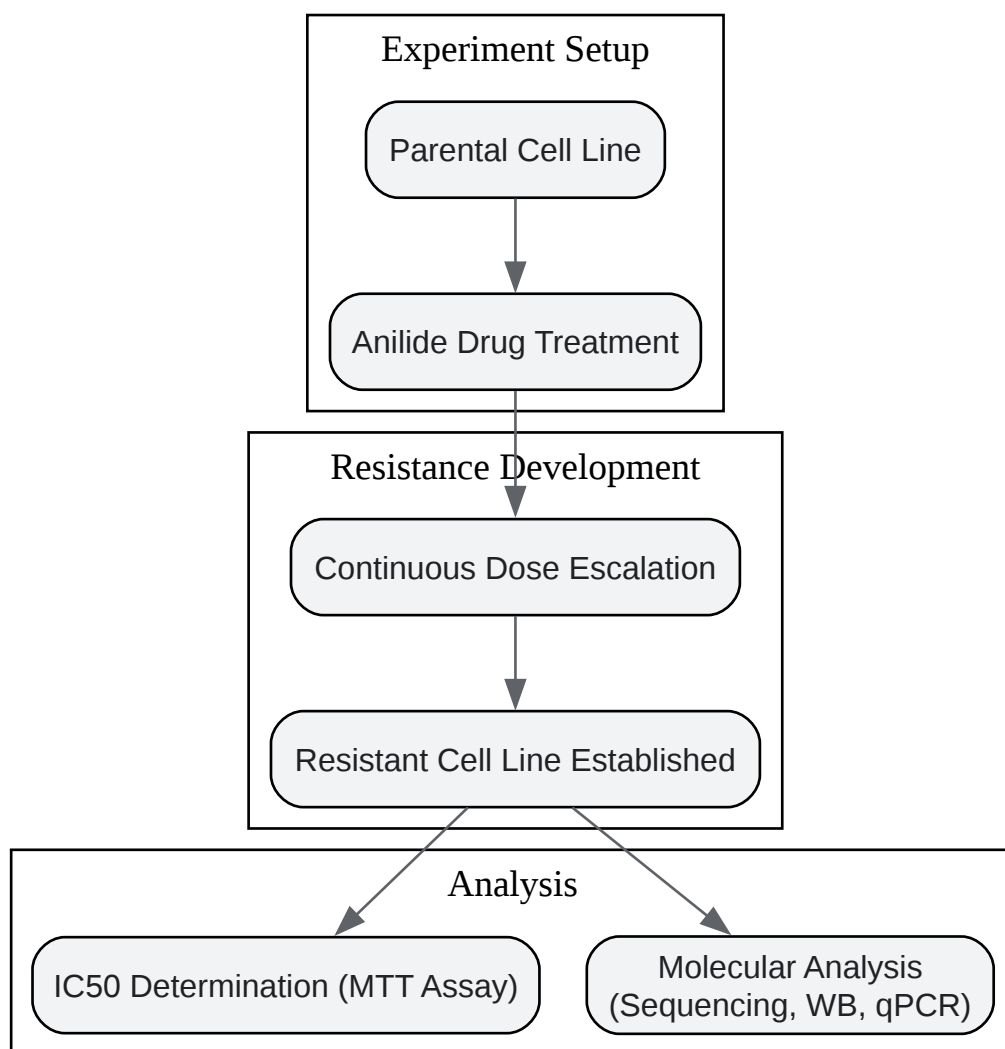 Experiment Setup
Parental Cell Line
Anilide Drug Treatment
Resistance Development
Continuous Dose Escalation
Resistant Cell Line Established
Analysis
IC50 Determination (MTT Assay)
Molecular Analysis
(Sequencing, WB, qPCR)